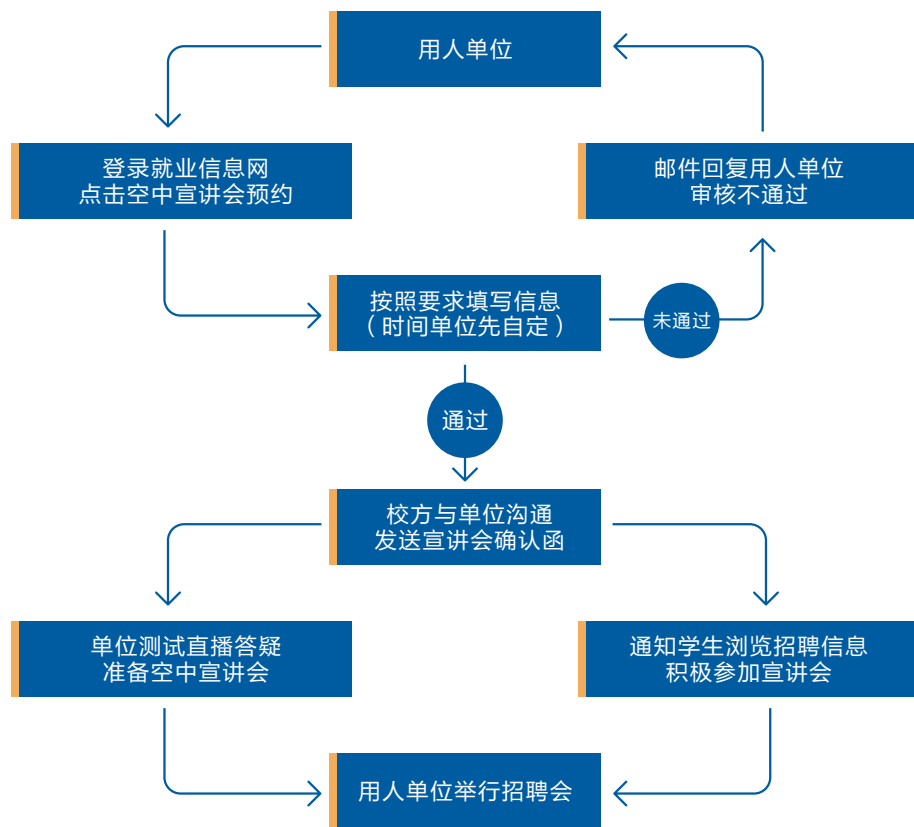 用人单位
登录就业信息网
点击空中宣讲会预约
邮件回复用人单位
审核不通过
按照要求填写信息
（时间单位先自定）
未通过
通过
校方与单位沟通
发送宣讲会确认函
单位测试直播答疑
准备空中宣讲会
通知学生浏览招聘信息
积极参加宣讲会
用人单位举行招聘会